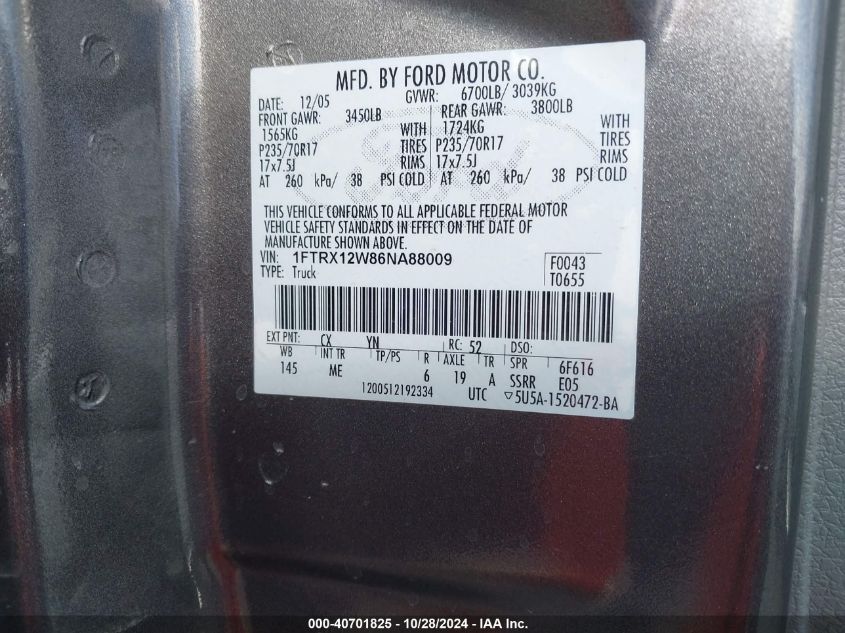 MFD. BY FORD MOTOR CO.
DATE: 12/05 GVWR: 6700LB/ 3039KG
FRONT GAWR: 3450LB REAR GAWR: 3800LB
1565KG WITH 1724KG WITH
P235/70R17 TIRES P235/70R17 TIRES
17x7.5J RIMS 17x7.5J RIMS
AT 260 kPa/ 38 PSI COLD AT 260 kPa/ 38 PSI COLD
THIS VEHICLE CONFORMS TO ALL APPLICABLE FEDERAL MOTOR
VEHICLE SAFETY STANDARDS IN EFFECT ON THE DATE OF
MANUFACTURE SHOWN ABOVE.
VIN: 1FTRX12W86NA88009 F0043
TYPE: Truck T0655
EXT PNT: CX YN RC: 52 DSO:
WB INT TR TP/PS R AXLE TR SPR 6F616
145 ME 6 19 A SSRR E05
1200512192334 UTC ▽5U5A-1520472-BA
000-40701825 - 10/28/2024 - IAA Inc.